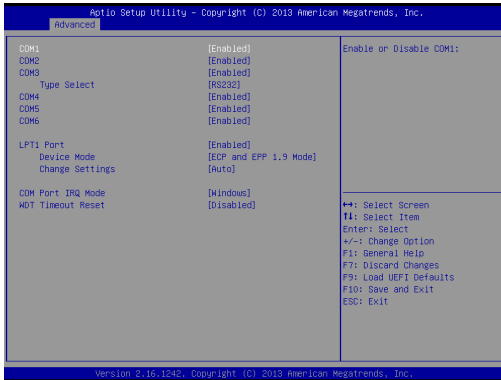 Aptio Setup Utility – Copyright (C) 2013 American Megatrends, Inc.
Advanced
COM1 [Enabled]
COM2 [Enabled]
COM3 [Enabled]
Type Select [RS232]
COM4 [Enabled]
COM5 [Enabled]
COM6 [Enabled]
LPT1 Port [Enabled]
Device Mode [ECP and EPP 1.9 Mode]
Change Settings [Auto]
COM Port IRQ Mode [Windows]
WDT Timeout Reset [Disabled]
Enable or Disable COM1:
↔: Select Screen
↑↓: Select Item
Enter: Select
+/-: Change Option
F1: General Help
F7: Discard Changes
F9: Load UEFI Defaults
F10: Save and Exit
ESC: Exit
Version 2.16.1242. Copyright (C) 2013 American Megatrends, Inc.